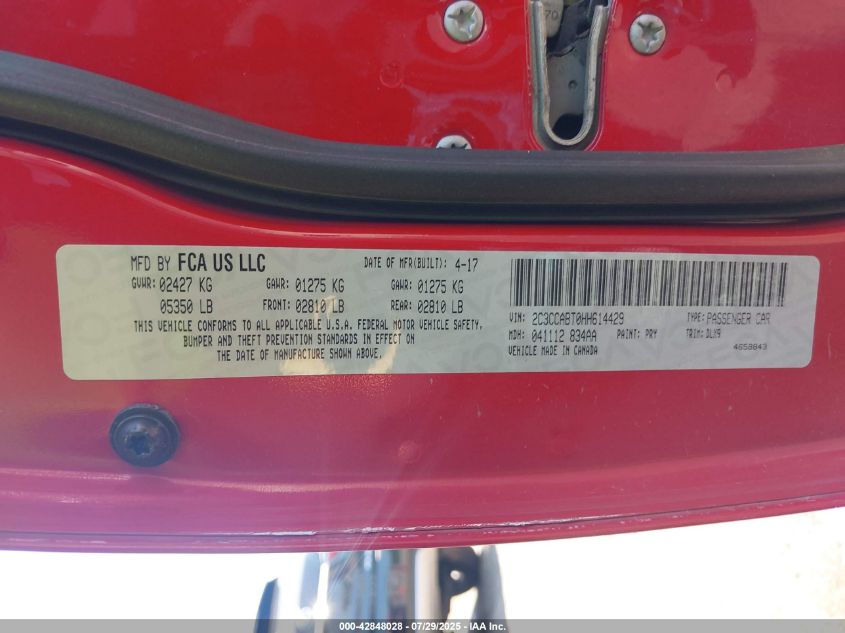 70
MFD BY FCA US LLC
DATE OF MFR(BUILT): 4-17
GVWR: 02427 KG GAWR: 01275 KG GAWR: 01275 KG
05350 LB FRONT: 02810 LB REAR: 02810 LB
THIS VEHICLE CONFORMS TO ALL APPLICABLE U.S.A. FEDERAL MOTOR VEHICLE SAFETY,
BUMPER AND THEFT PREVENTION STANDARDS IN EFFECT ON
THE DATE OF MANUFACTURE SHOWN ABOVE.
VIN: 2C3CCABT0HH614429 TYPE: PASSENGER CAR
MDH: 041112 834AA PAINT: PRY TRIM: DLX9
VEHICLE MADE IN CANADA 4658843
000-42848028 - 07/29/2025 - IAA Inc.